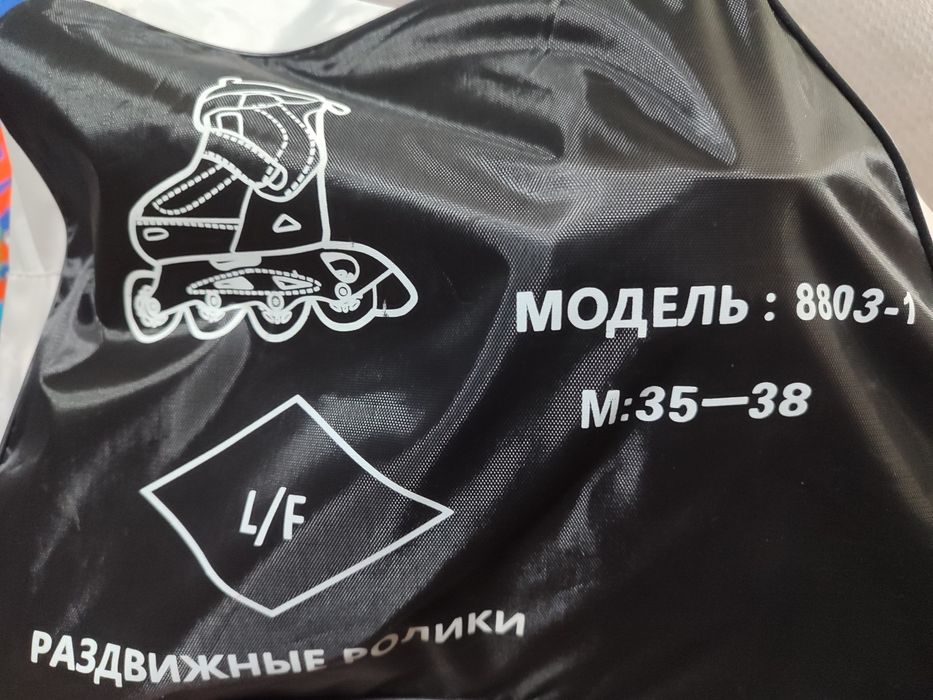 МОДЕЛЬ : 8803-1
М:35—38
L/F
РАЗДВИЖНЫЕ РОЛИКИ